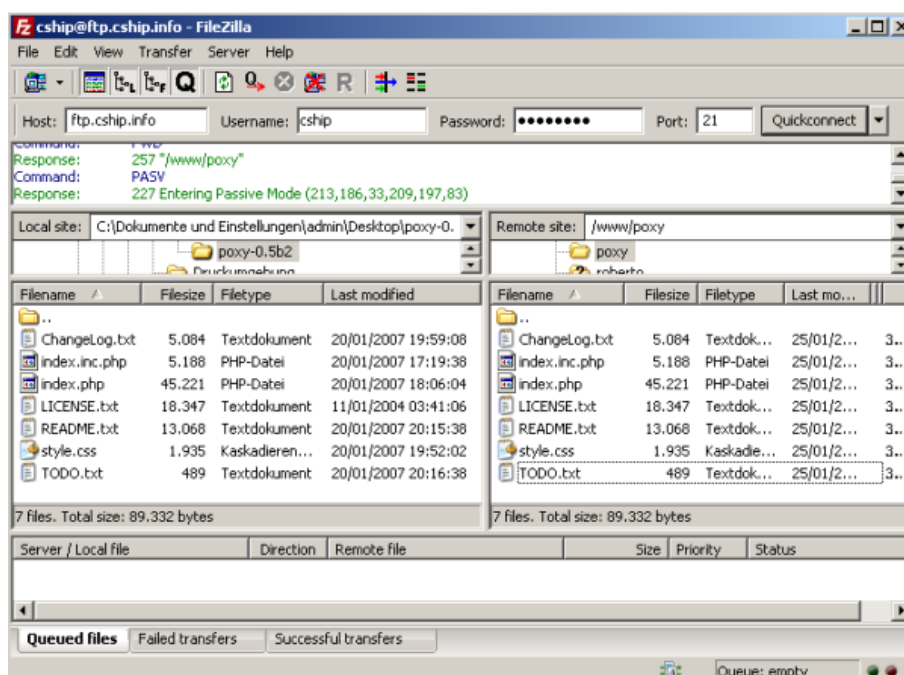 cship@ftp.cship.info - FileZilla
File Edit View Transfer Server Help
Host: ftp.cship.info Username: cship Password: ●●●●●●●● Port: 21 Quickconnect
Command: PWD
Response: 257 "/www/poxy"
Command: PASV
Response: 227 Entering Passive Mode (213,186,33,209,197,83)
Local site: C:\Dokumente und Einstellungen\admin\Desktop\poxy-0. Remote site: /www/poxy
poxy-0.5b2 poxy
Druckumgebung roberto
Filename Filesize Filetype Last modified Filename Filesize Filetype Last mo...
.. ..
ChangeLog.txt 5.084 Textdokument 20/01/2007 19:59:08 ChangeLog.txt 5.084 Textdok... 25/01/2... 3..
index.inc.php 5.188 PHP-Datei 20/01/2007 17:19:38 index.inc.php 5.188 PHP-Datei 25/01/2... 3..
index.php 45.221 PHP-Datei 20/01/2007 18:06:04 index.php 45.221 PHP-Datei 25/01/2... 3..
LICENSE.txt 18.347 Textdokument 11/01/2004 03:41:06 LICENSE.txt 18.347 Textdok... 25/01/2... 3..
README.txt 13.068 Textdokument 20/01/2007 20:15:38 README.txt 13.068 Textdok... 25/01/2... 3..
style.css 1.935 Kaskadieren... 20/01/2007 19:52:02 style.css 1.935 Kaskadie... 25/01/2... 3..
TODO.txt 489 Textdokument 20/01/2007 20:16:38 TODO.txt 489 Textdok... 25/01/2... 3..
7 files. Total size: 89.332 bytes 7 files. Total size: 89.332 bytes
Server / Local file Direction Remote file Size Priority Status
Queued files Failed transfers Successful transfers
Queue: empty